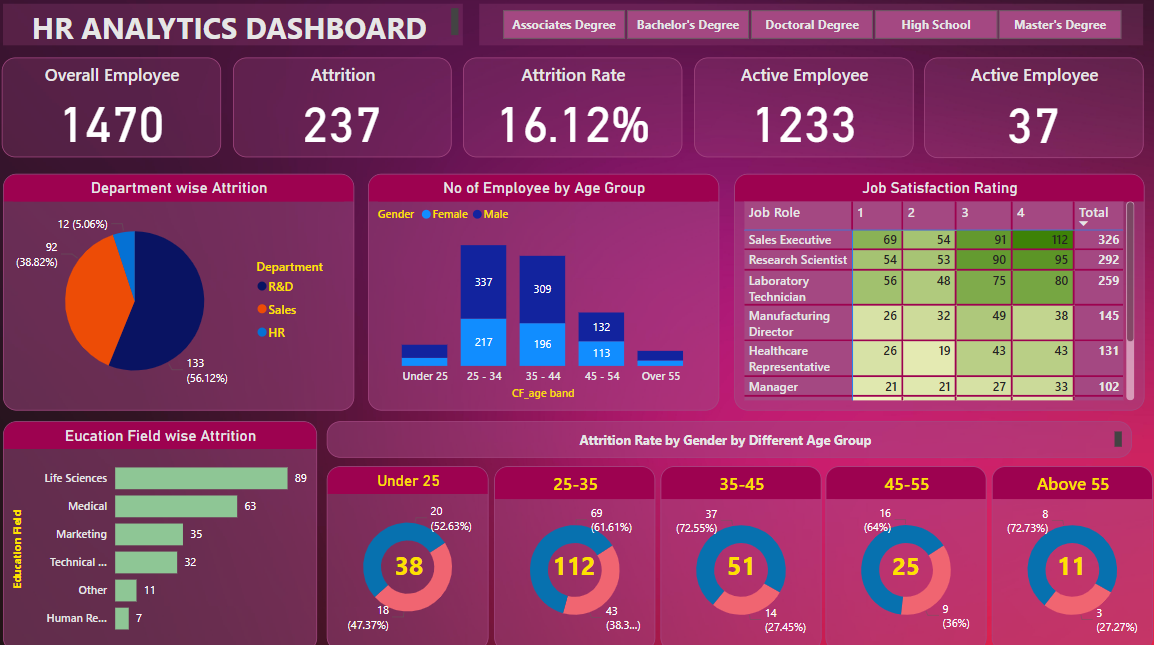 HR ANALYTICS DASHBOARD
Associates Degree
Bachelor's Degree
Doctoral Degree
High School
Master's Degree
Overall Employee
1470
Attrition
237
Attrition Rate
16.12%
Active Employee
1233
Active Employee
37
Department wise Attrition
12 (5.06%)
92
(38.82%)
133
(56.12%)
Department
R&D
Sales
HR
No of Employee by Age Group
Gender Female Male
337
217
309
196
132
113
Under 25
25 - 34
35 - 44
45 - 54
Over 55
CF_age band
Job Satisfaction Rating
Job Role 1 2 3 4 Total
Sales Executive 69 54 91 112 326
Research Scientist 54 53 90 95 292
Laboratory 56 48 75 80 259
Technician
Manufacturing 26 32 49 38 145
Director
Healthcare 26 19 43 43 131
Representative
Manager 21 21 27 33 102
Eucation Field wise Attrition
Education Field
Life Sciences 89
Medical 63
Marketing 35
Technical ... 32
Other 11
Human Re... 7
Attrition Rate by Gender by Different Age Group
Under 25
20
(52.63%)
38
18
(47.37%)
25-35
69
(61.61%)
112
43
(38.3...)
35-45
37
(72.55%)
51
14
(27.45%)
45-55
16
(64%)
25
9
(36%)
Above 55
8
(72.73%)
11
3
(27.27%)